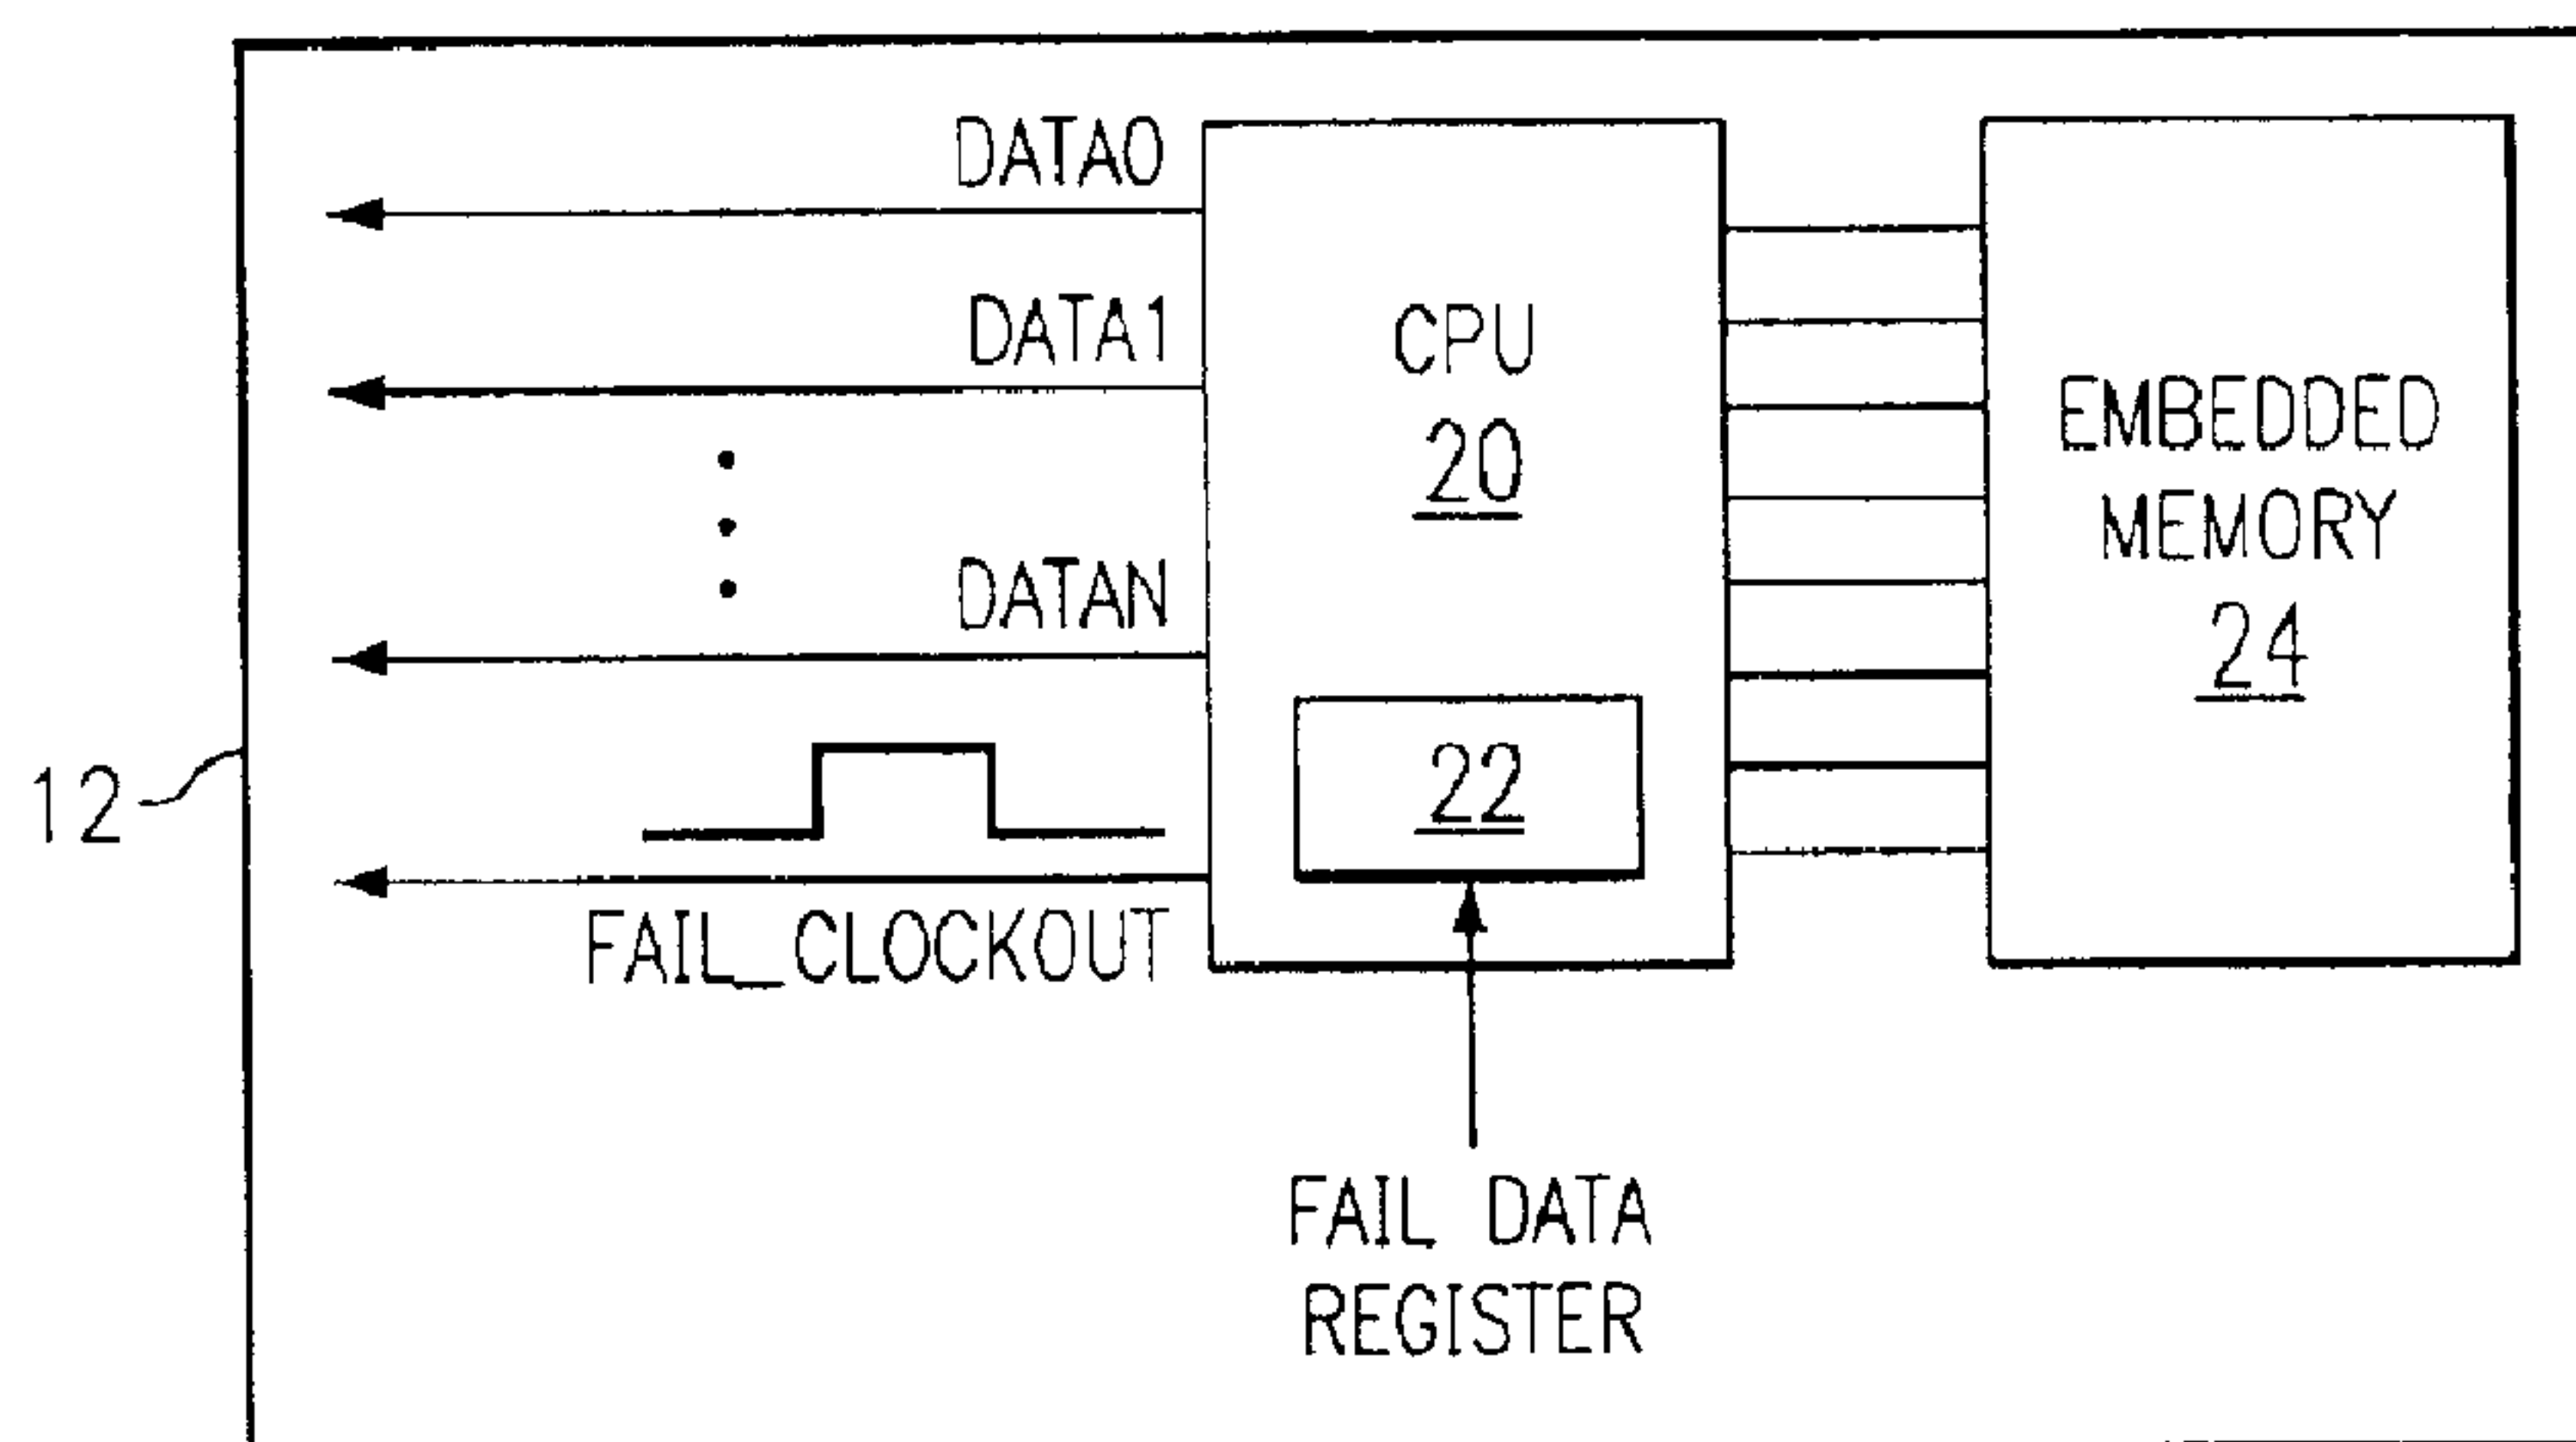 DATA0
DATA1
DATAN
FAIL_CLOCKOUT
12
CPU
20
22
FAIL DATA
REGISTER
EMBEDDED
MEMORY
24